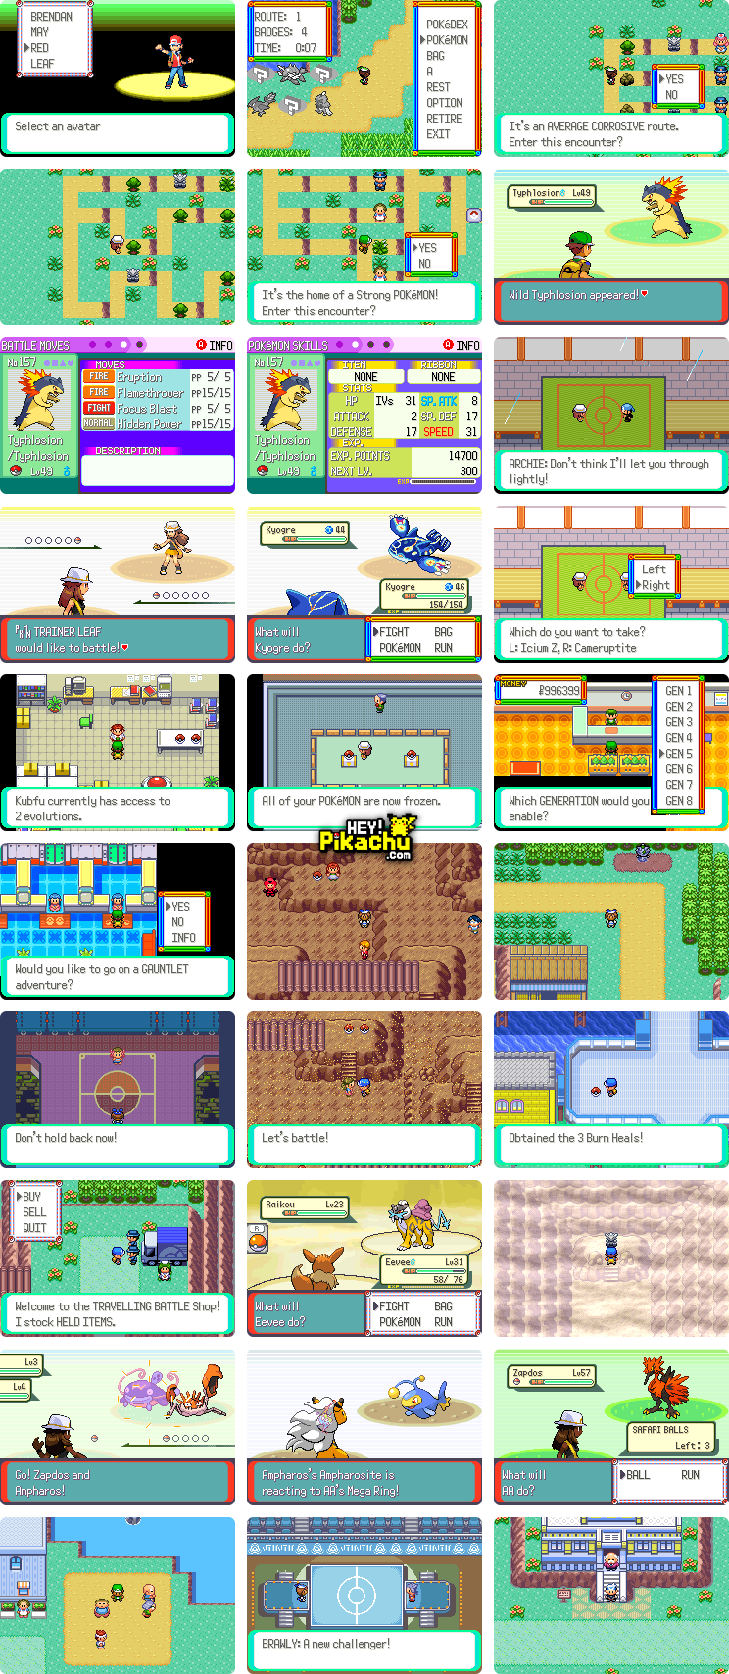 BRENDAN
MAY
▶RED
LEAF
Select an avatar
ROUTE: 1
BADGES: 4
TIME: 0:07
POKéDEX
▶POKéMON
BAG
A
REST
OPTION
RETIRE
EXIT
▶YES
NO
It's an AVERAGE CORROSIVE route.
Enter this encounter?
▶YES
NO
It's the home of a Strong POKéMON!
Enter this encounter?
Typhlosion♂ Lv49
Wild Typhlosion appeared!
BATTLE MOVES
INFO
No157
MOVES
FIRE Eruption PP 5/ 5
FIRE Flamethrower PP15/15
FIGHT Focus Blast PP 5/ 5
NORMAL Hidden Power PP15/15
Typhlosion
/Typhlosion
Lv49 ♂
DESCRIPTION
POKéMON SKILLS
INFO
No157
ITEM RIBBON
NONE NONE
STATS
HP IVs 31 SP. ATK 8
ATTACK 2 SP. DEF 17
DEFENSE 17 SPEED 31
Typhlosion
/Typhlosion
Lv49 ♂
EXP.
EXP. POINTS 14700
NEXT LV. 300
EXP
ARCHIE: Don't think I'll let you through
lightly!
PKMN TRAINER LEAF
would like to battle!
Kyogre 44
Kyogre 46
154/154
EXP
What will
Kyogre do?
▶FIGHT BAG
POKéMON RUN
Left
▶Right
Which do you want to take?
L: Icium Z, R: Cameruptite
Kubfu currently has access to
2 evolutions.
All of your POKéMON are now frozen.
MONEY
₽996399
GEN 1
GEN 2
GEN 3
GEN 4
▶GEN 5
GEN 6
GEN 7
GEN 8
Which GENERATION would you
enable?
HEY!
Pikachu
.com
▶YES
NO
INFO
Would you like to go on a GAUNTLET
adventure?
Don't hold back now!
Let's battle!
Obtained the 3 Burn Heals!
▶BUY
SELL
QUIT
Welcome to the TRAVELLING BATTLE Shop!
I stock HELD ITEMS.
Raikou Lv29
R
Eevee♂ Lv31
58/ 76
EXP
What will
Eevee do?
▶FIGHT BAG
POKéMON RUN
Lv3
Lv4
Go! Zapdos and
Ampharos!
Ampharos's Ampharosite is
reacting to AA's Mega Ring!
Zapdos Lv57
SAFARI BALLS
Left: 3
What will
AA do?
▶BALL RUN
BRAWLY: A new challenger!